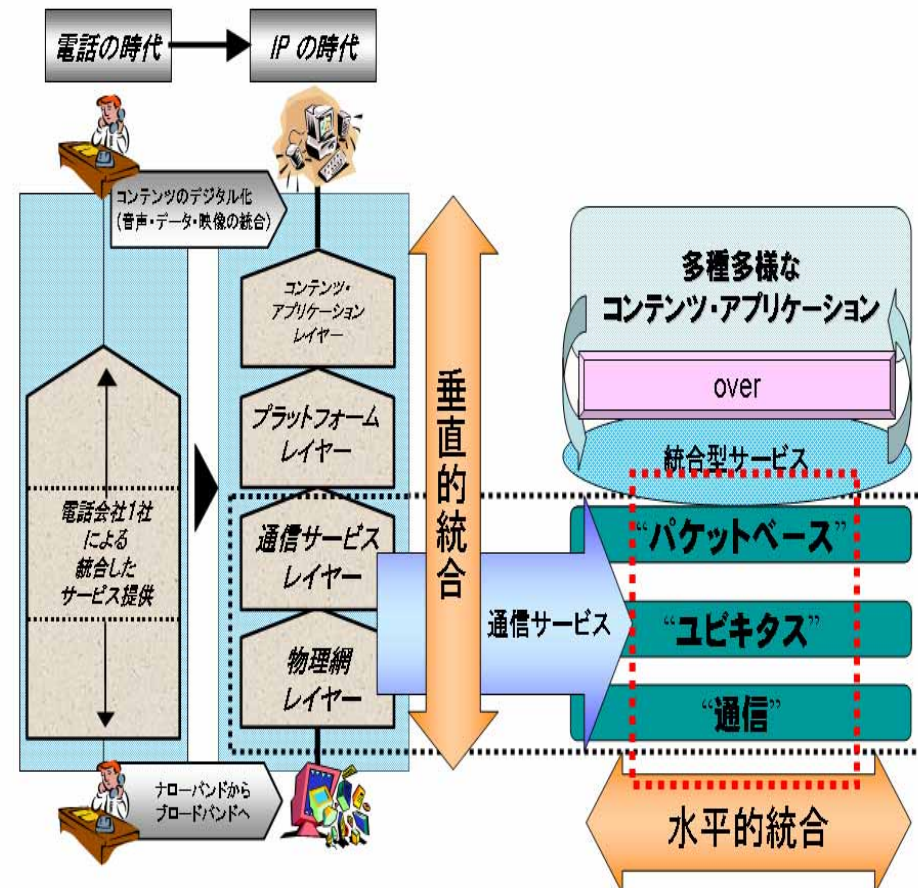 電話の時代
IP の時代
コンテンツのデジタル化
(音声・データ・映像の統合)
コンテンツ・
アプリケーション
レイヤー
プラットフォーム
レイヤー
通信サービス
レイヤー
物理網
レイヤー
電話会社1社
による
統合した
サービス提供
ナローバンドから
ブロードバンドへ
垂直的統合
通信サービス
多種多様な
コンテンツ・アプリケーション
over
統合型サービス
“パケットベース”
“ユビキタス”
“通信”
水平的統合